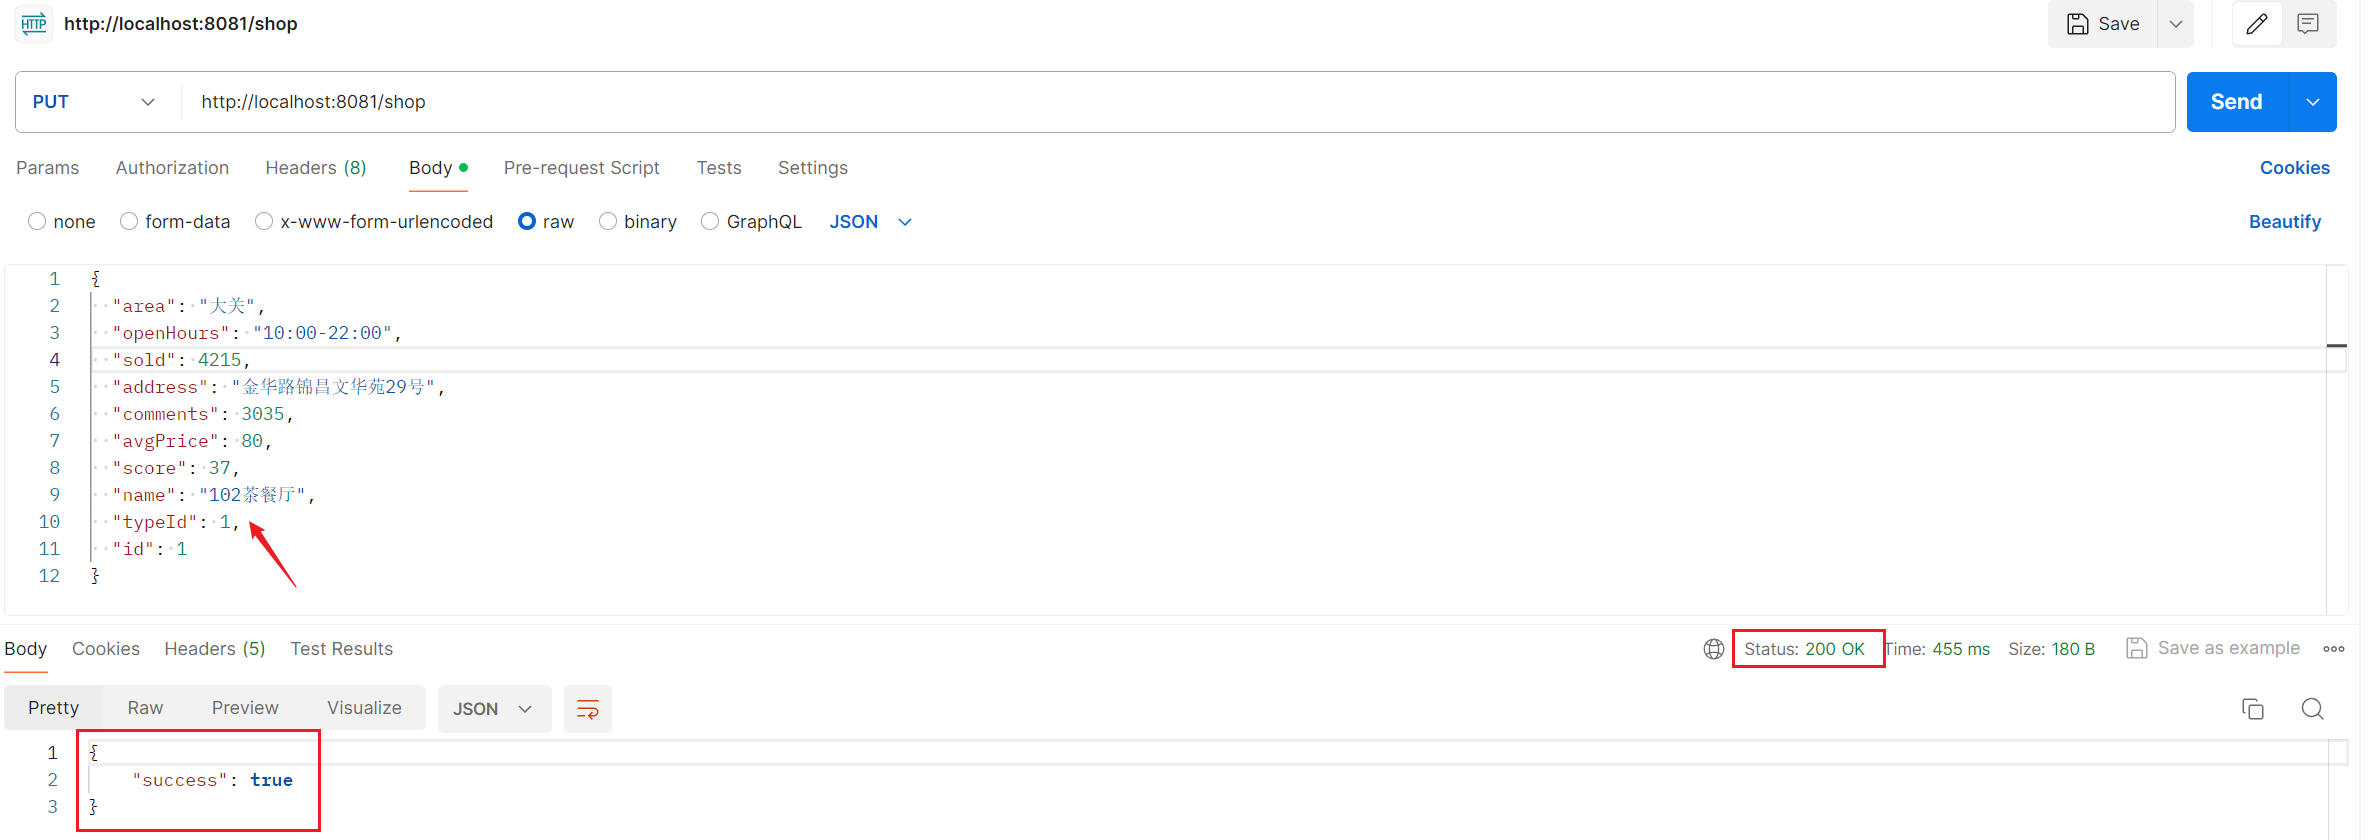 HTTP http://localhost:8081/shop Save
PUT http://localhost:8081/shop Send
Params Authorization Headers (8) Body Pre-request Script Tests Settings Cookies
none form-data x-www-form-urlencoded raw binary GraphQL JSON Beautify
1 {
2 "area": "大关",
3 "openHours": "10:00-22:00",
4 "sold": 4215,
5 "address": "金华路锦昌文华苑29号",
6 "comments": 3035,
7 "avgPrice": 80,
8 "score": 37,
9 "name": "102茶餐厅",
10 "typeId": 1,
11 "id": 1
12 }
Body Cookies Headers (5) Test Results Status: 200 OK Time: 455 ms Size: 180 B Save as example
Pretty Raw Preview Visualize JSON
1 {
2 "success": true
3 }